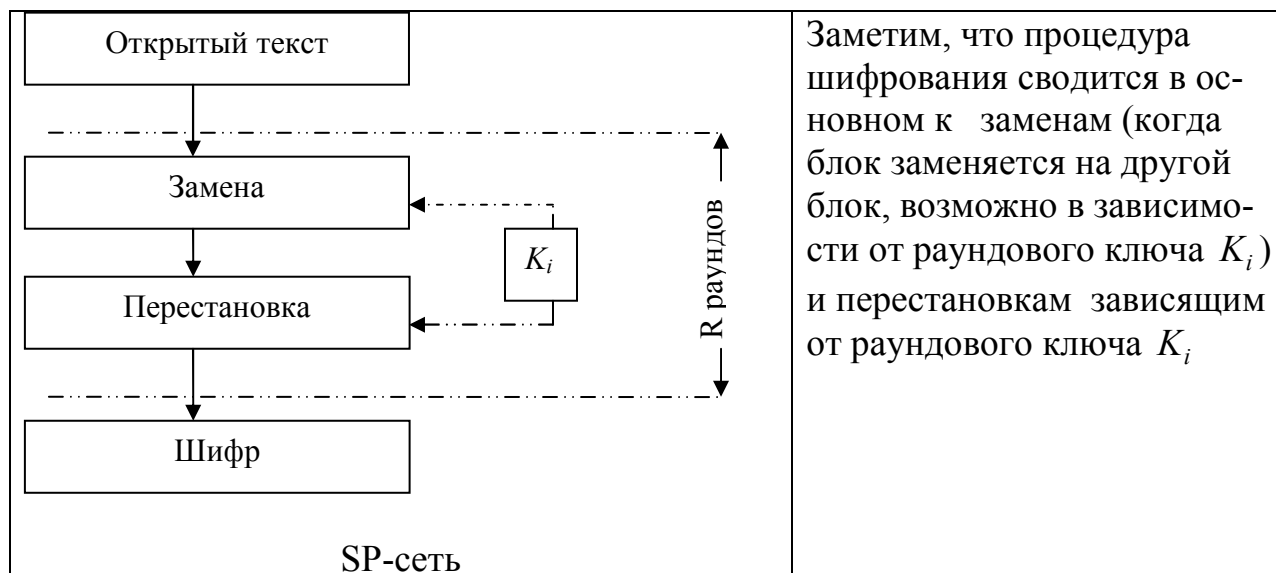 Открытый текст
Замена
Перестановка
Шифр
K_i
R раундов
SP-сеть
Заметим, что процедура
шифрования сводится в ос-
новном к замéнам (когда
блок заменяется на другой
блок, возможно в зависимо-
сти от раундового ключа K_i)
и перестановкам зависящим
от раундового ключа K_i